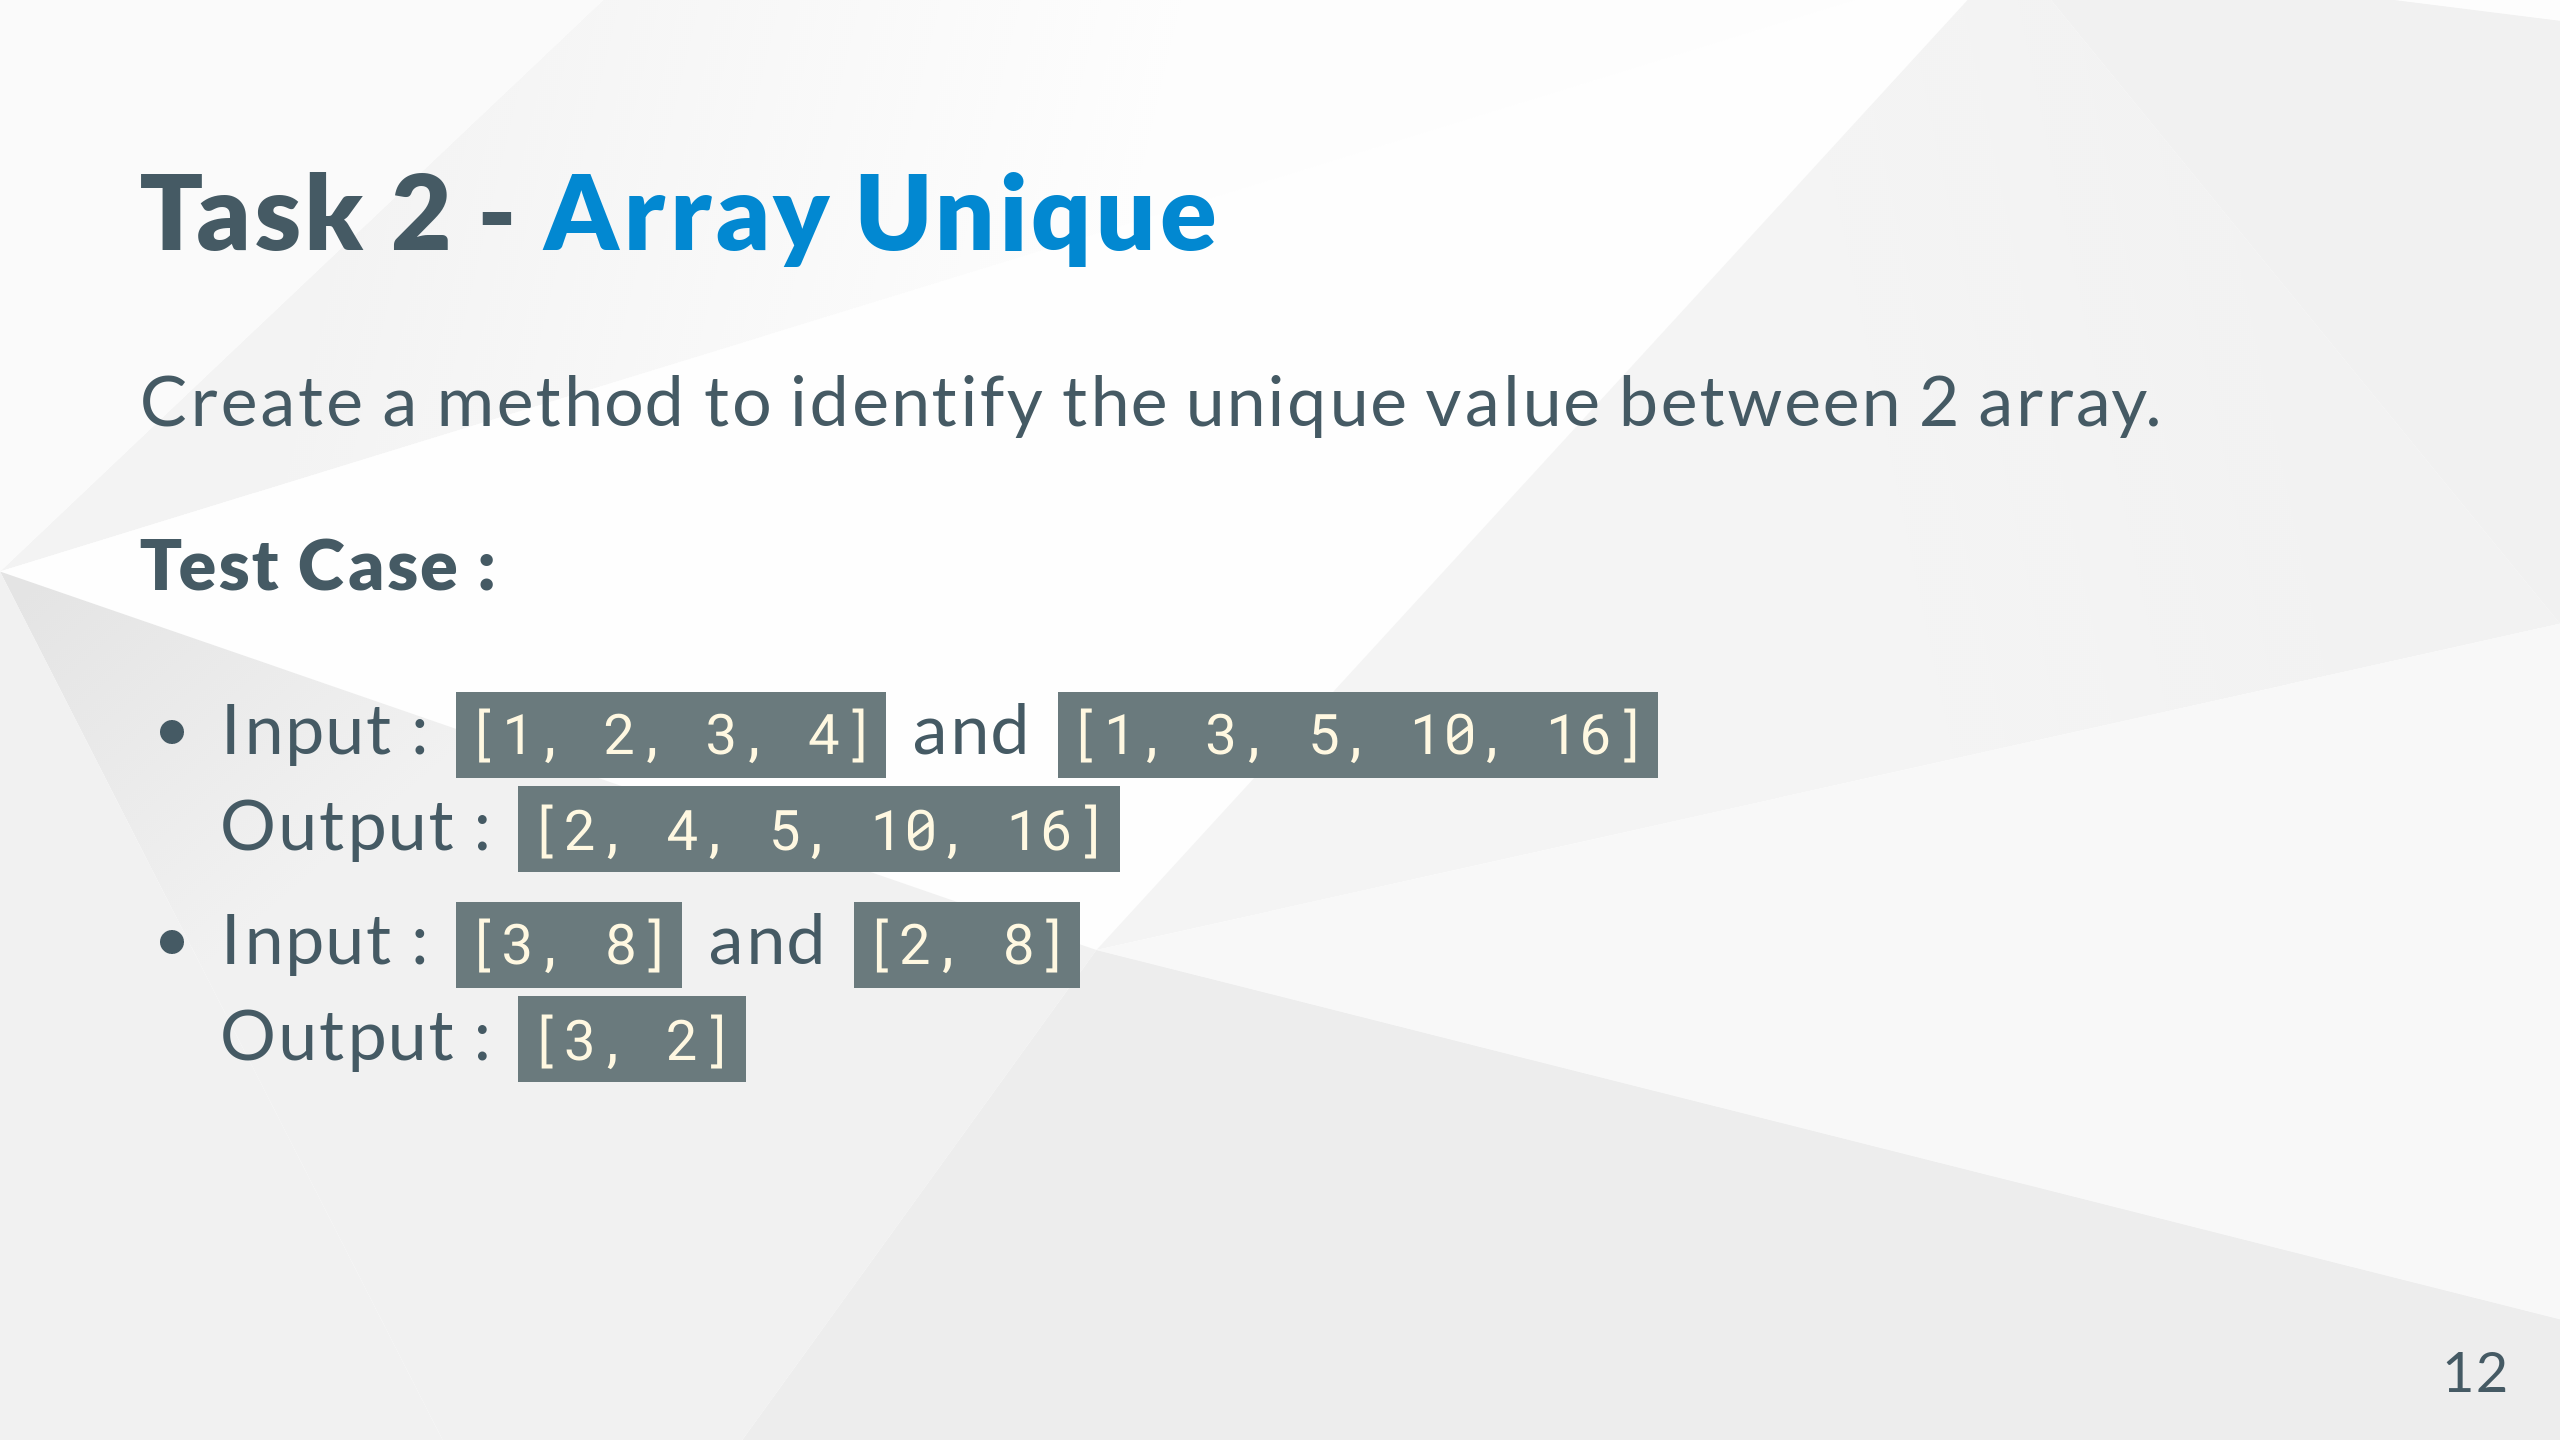 Task 2 - Array Unique
Create a method to identify the unique value between 2 array.
Test Case :
• Input : [1, 2, 3, 4] and [1, 3, 5, 10, 16]
Output : [2, 4, 5, 10, 16]
• Input : [3, 8] and [2, 8]
Output : [3, 2]
12